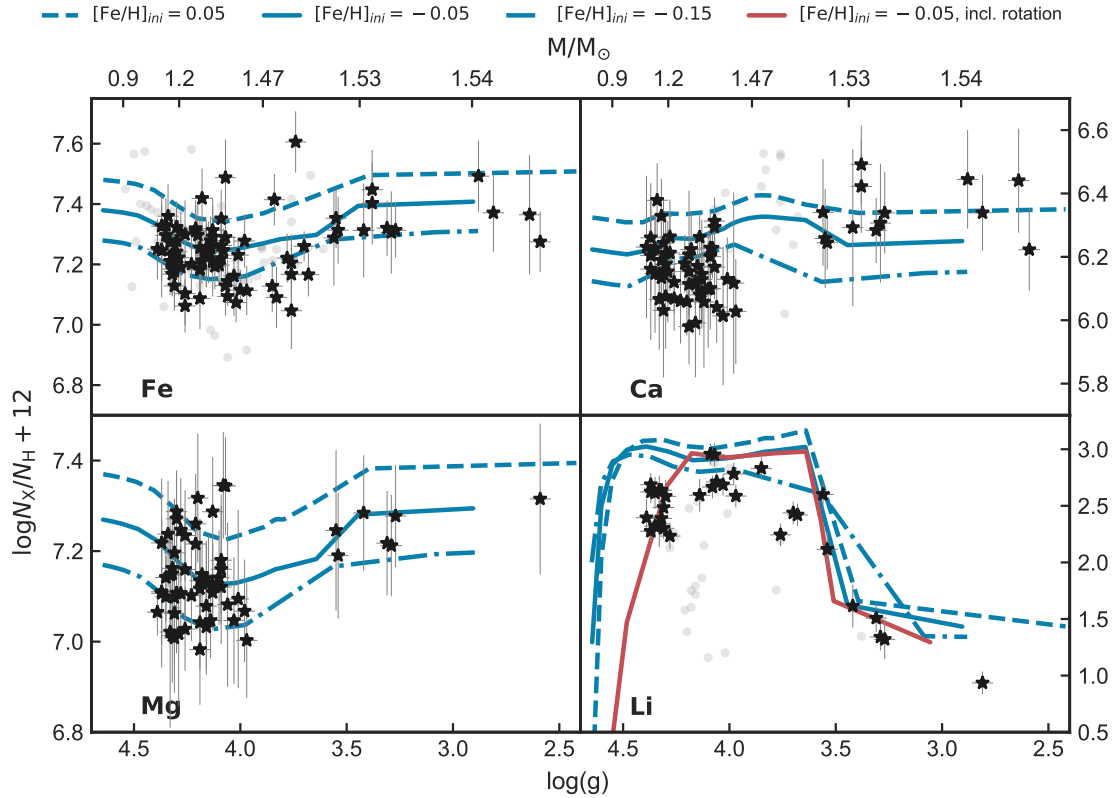 [Fe/H]ini = 0.05 [Fe/H]ini = −0.05 [Fe/H]ini = −0.15 [Fe/H]ini = −0.05, incl. rotation
M/M⊙ M/M⊙
0.9 1.2 1.47 1.53 1.54 0.9 1.2 1.47 1.53 1.54
7.6 6.6
7.4 6.4
7.2 6.2
7.0 6.0
6.8 5.8
Fe Ca
logNX/NH + 12
7.4 3.0
2.5
7.2 2.0
1.5
7.0 1.0
6.8 0.5
Mg Li
4.5 4.0 3.5 3.0 4.5 4.0 3.5 3.0 2.5
log(g)